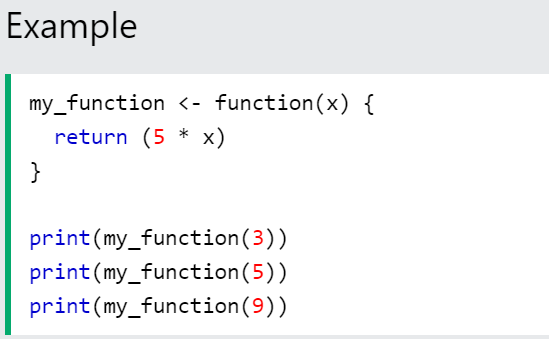 Example
my_function <- function(x) {
  return (5 * x)
}

print(my_function(3))
print(my_function(5))
print(my_function(9))